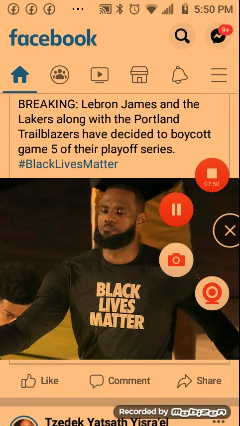 5:50 PM
facebook
9+
BREAKING: Lebron James and the
Lakers along with the Portland
Trailblazers have decided to boycott
game 5 of their playoff series.
#BlackLivesMatter
07:50
BLACK
LIVES
MATTER
Like
Comment
Share
Recorded by Mobizen
Tzedek Yatsath Yisra'el